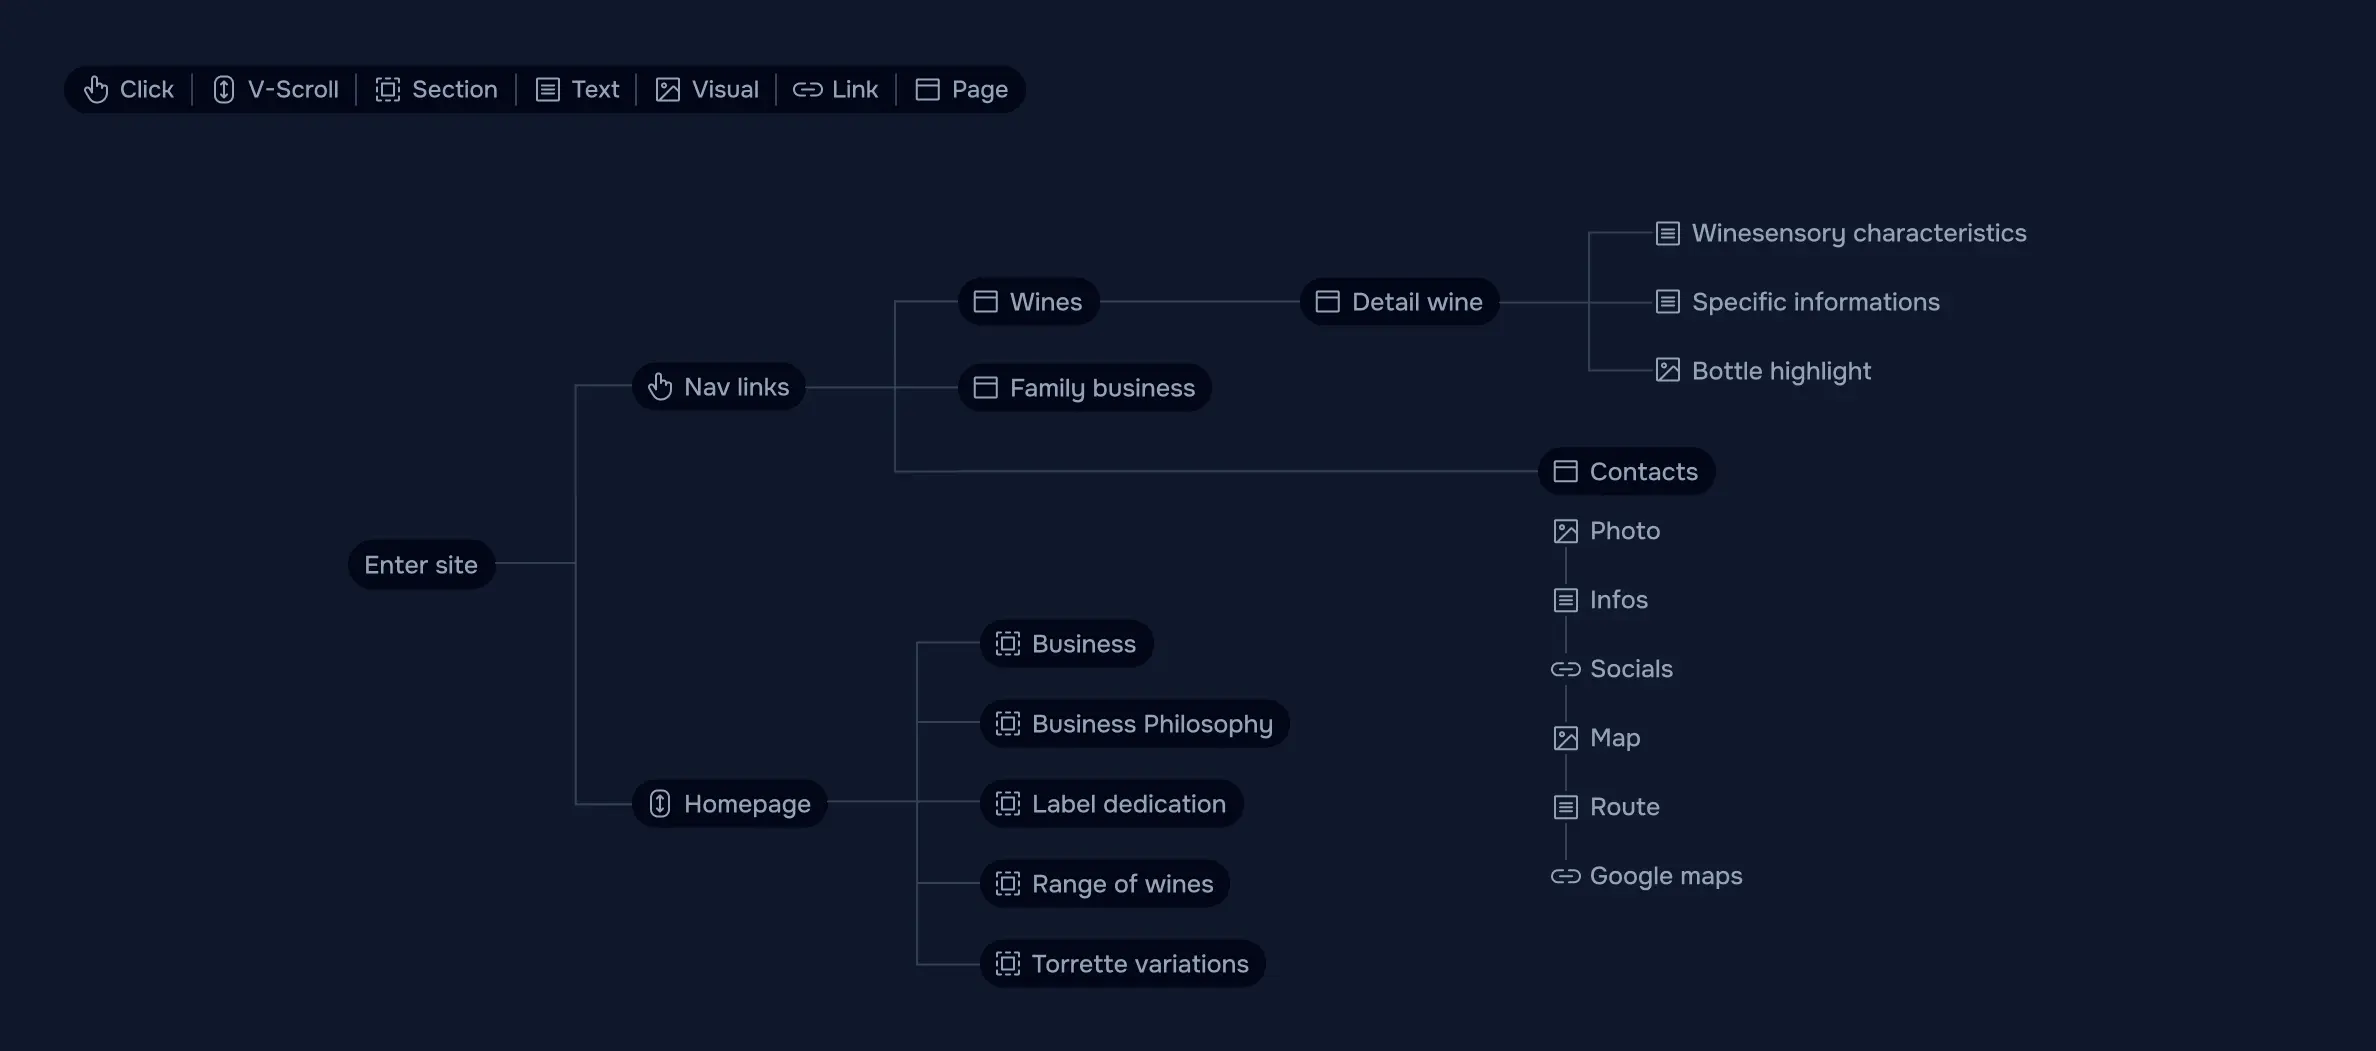 Click
V-Scroll
Section
Text
Visual
Link
Page
Enter site
Nav links
Wines
Detail wine
Winesensory characteristics
Specific informations
Bottle highlight
Family business
Contacts
Photo
Infos
Socials
Map
Route
Google maps
Homepage
Business
Business Philosophy
Label dedication
Range of wines
Torrette variations